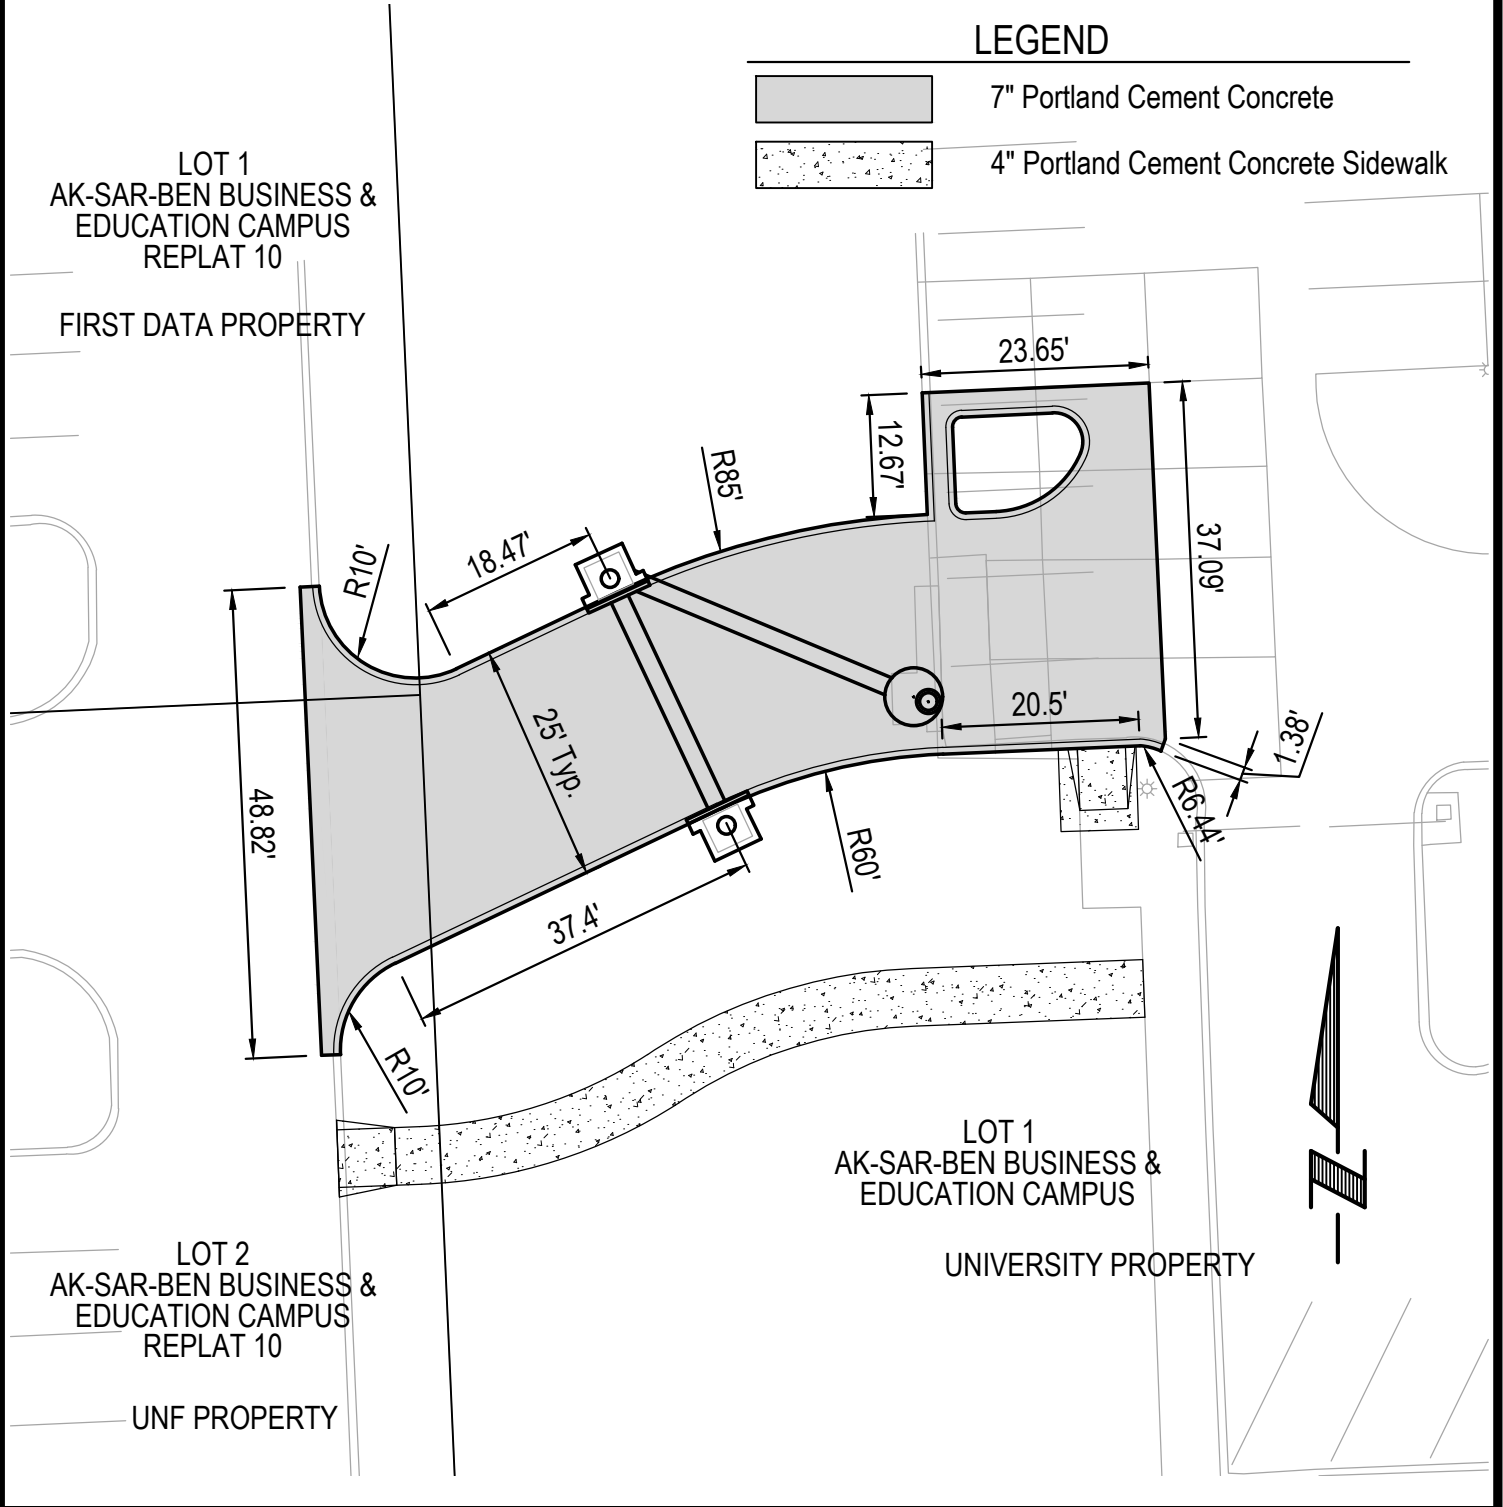 LEGEND
7" Portland Cement Concrete
4" Portland Cement Concrete Sidewalk
LOT 1
AK-SAR-BEN BUSINESS &
EDUCATION CAMPUS
REPLAT 10
FIRST DATA PROPERTY
23.65'
12.67'
R85'
37.09'
18.47'
R10'
25' Typ.
20.5'
1.38'
R6.44'
48.82'
R60'
37.4'
R10'
LOT 1
AK-SAR-BEN BUSINESS &
EDUCATION CAMPUS
UNIVERSITY PROPERTY
N
LOT 2
AK-SAR-BEN BUSINESS &
EDUCATION CAMPUS
REPLAT 10
UNF PROPERTY